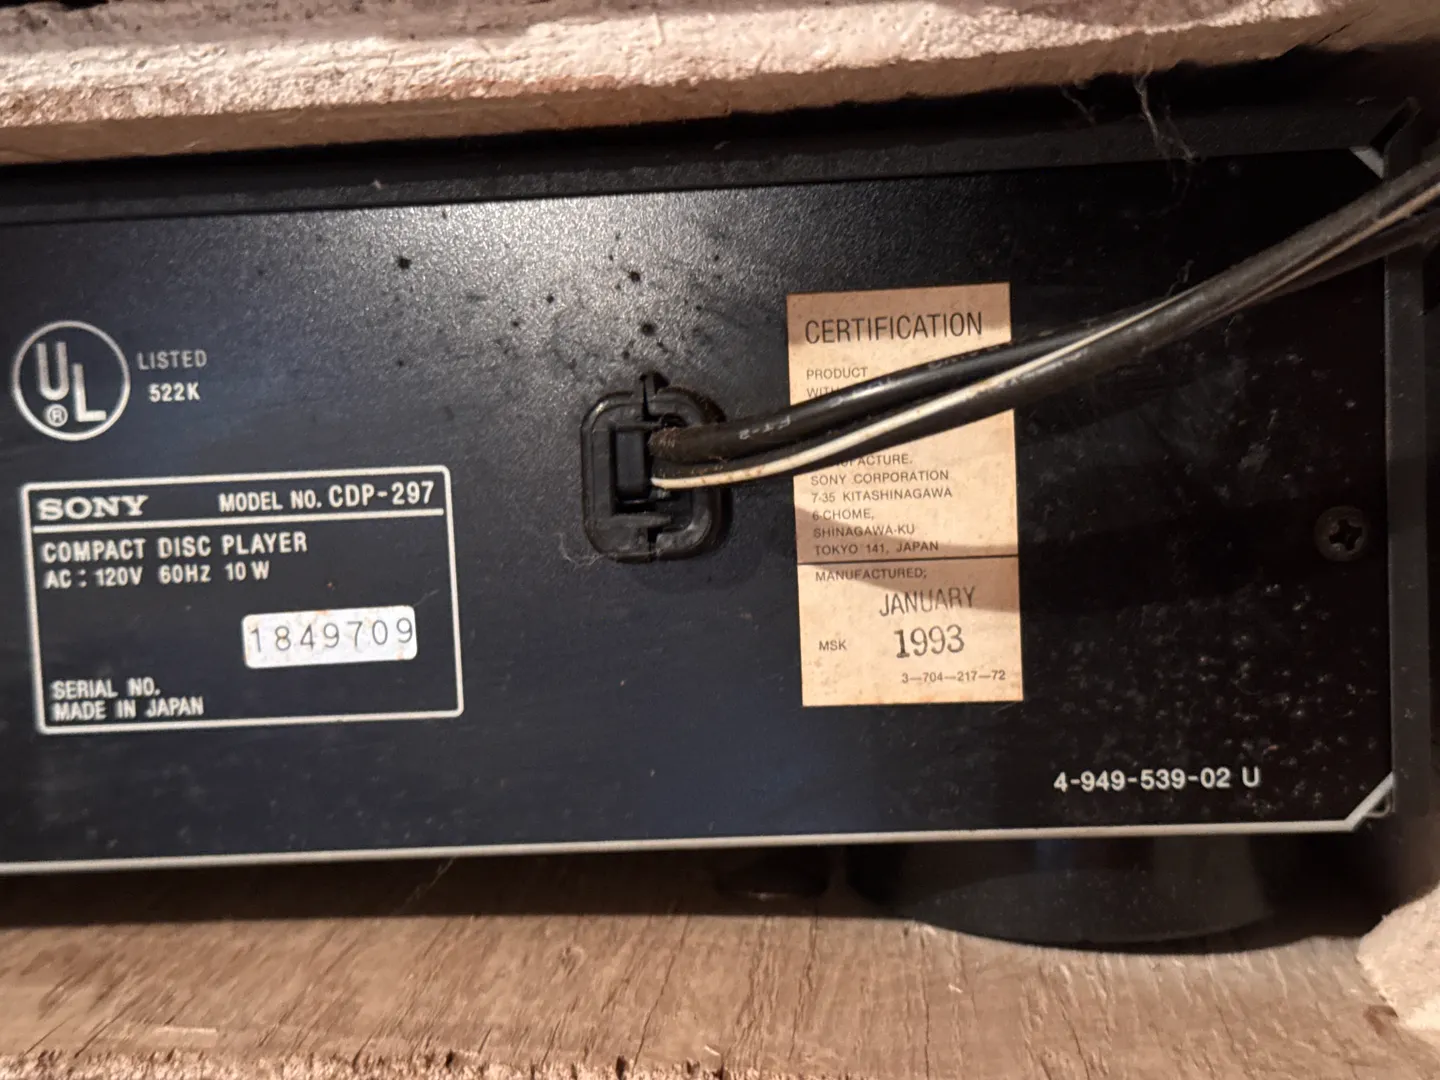 UL
®
LISTED
522K
SONY MODEL NO. CDP-297
COMPACT DISC PLAYER
AC : 120V 60HZ 10 W
1849709
SERIAL NO.
MADE IN JAPAN
CERTIFICATION
PRODUCT
SONY CORPORATION
7-35 KITASHINAGAWA
6-CHOME,
SHINAGAWA-KU
TOKYO 141, JAPAN
MANUFACTURED;
JANUARY
MSK 1993
3-704-217-72
4-949-539-02 U